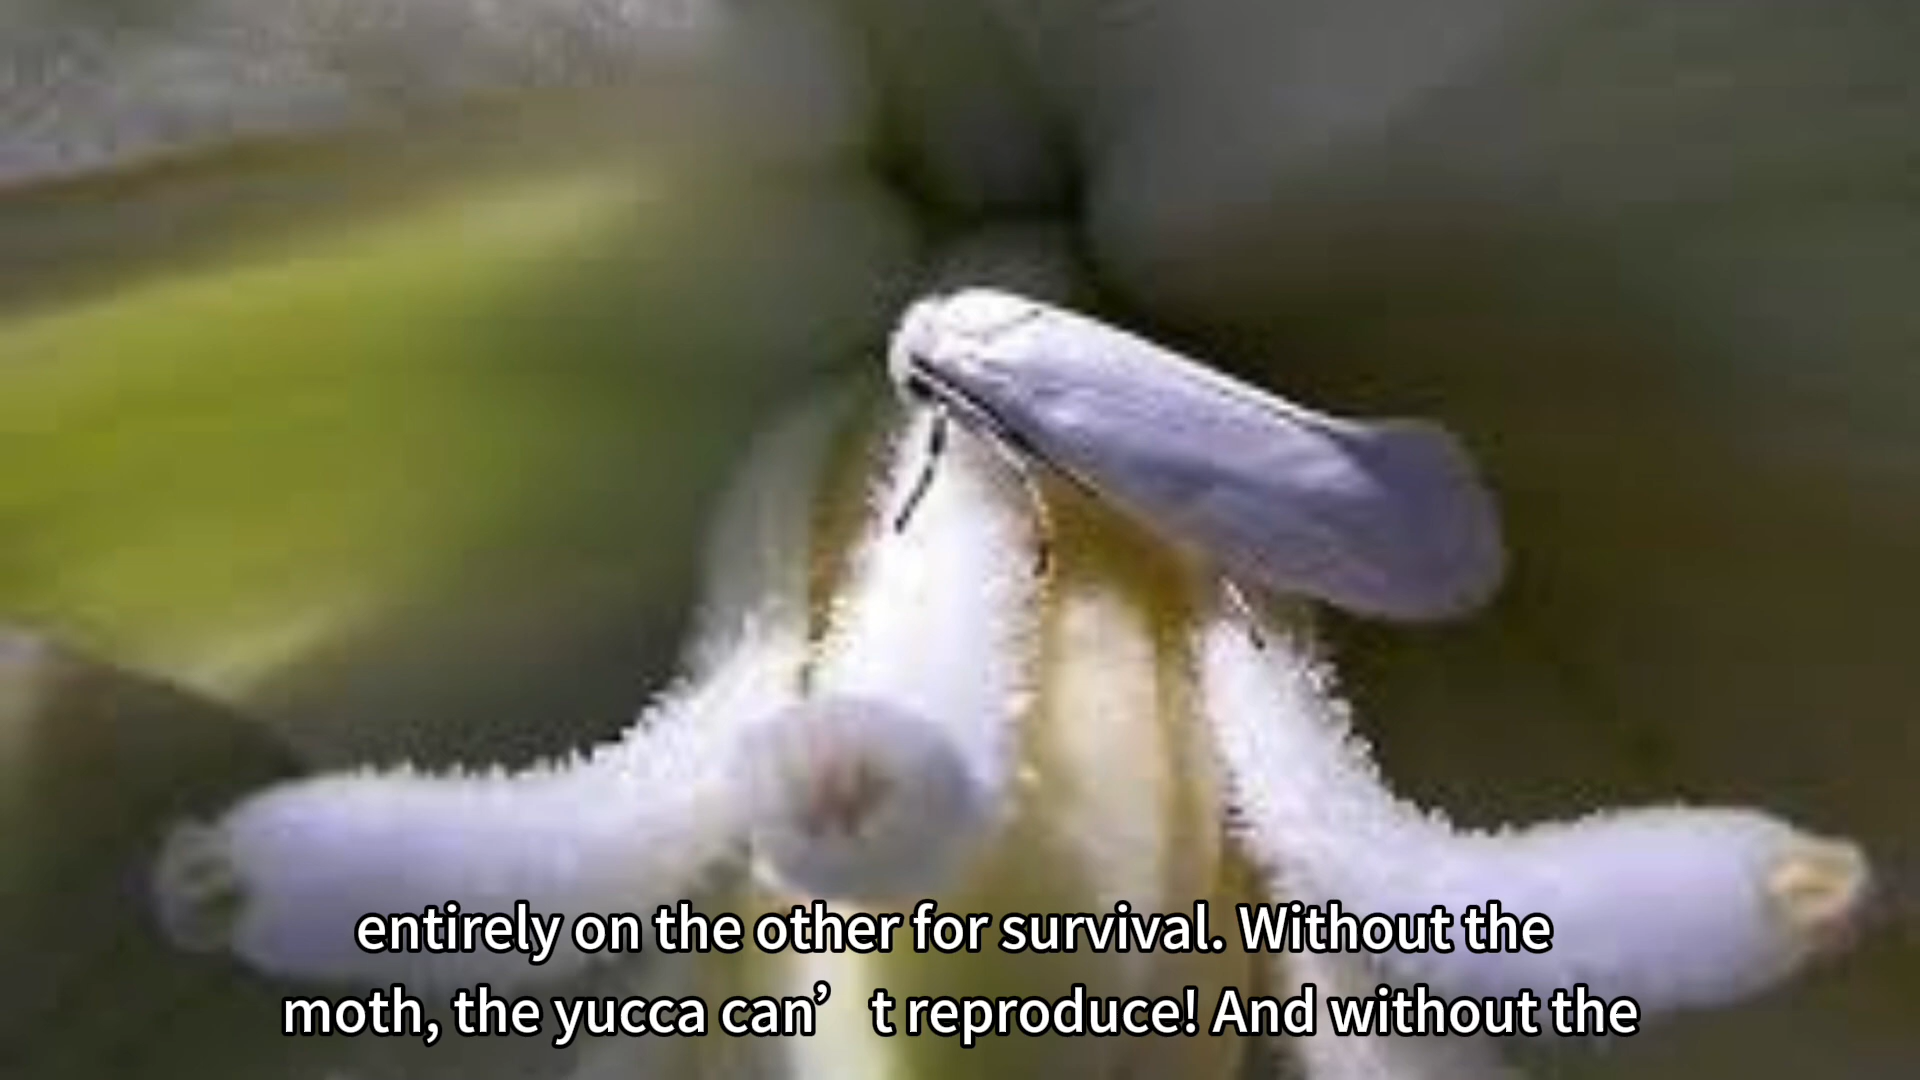 entirely on the other for survival. Without the
moth, the yucca can’t reproduce! And without the